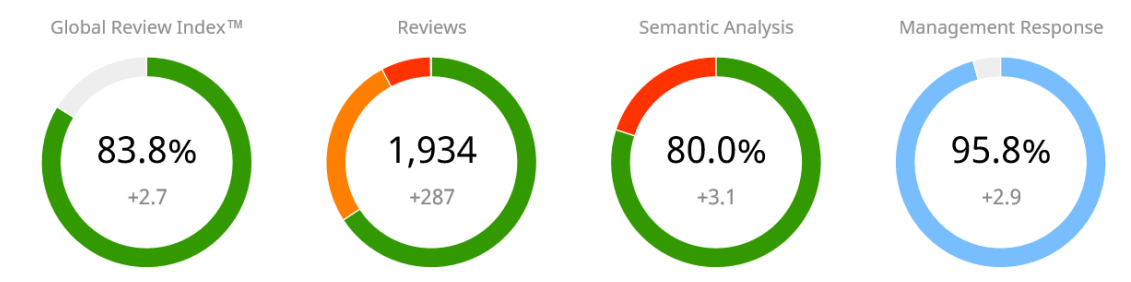 Global Review Index™
Reviews
Semantic Analysis
Management Response
83.8%
+2.7
1,934
+287
80.0%
+3.1
95.8%
+2.9